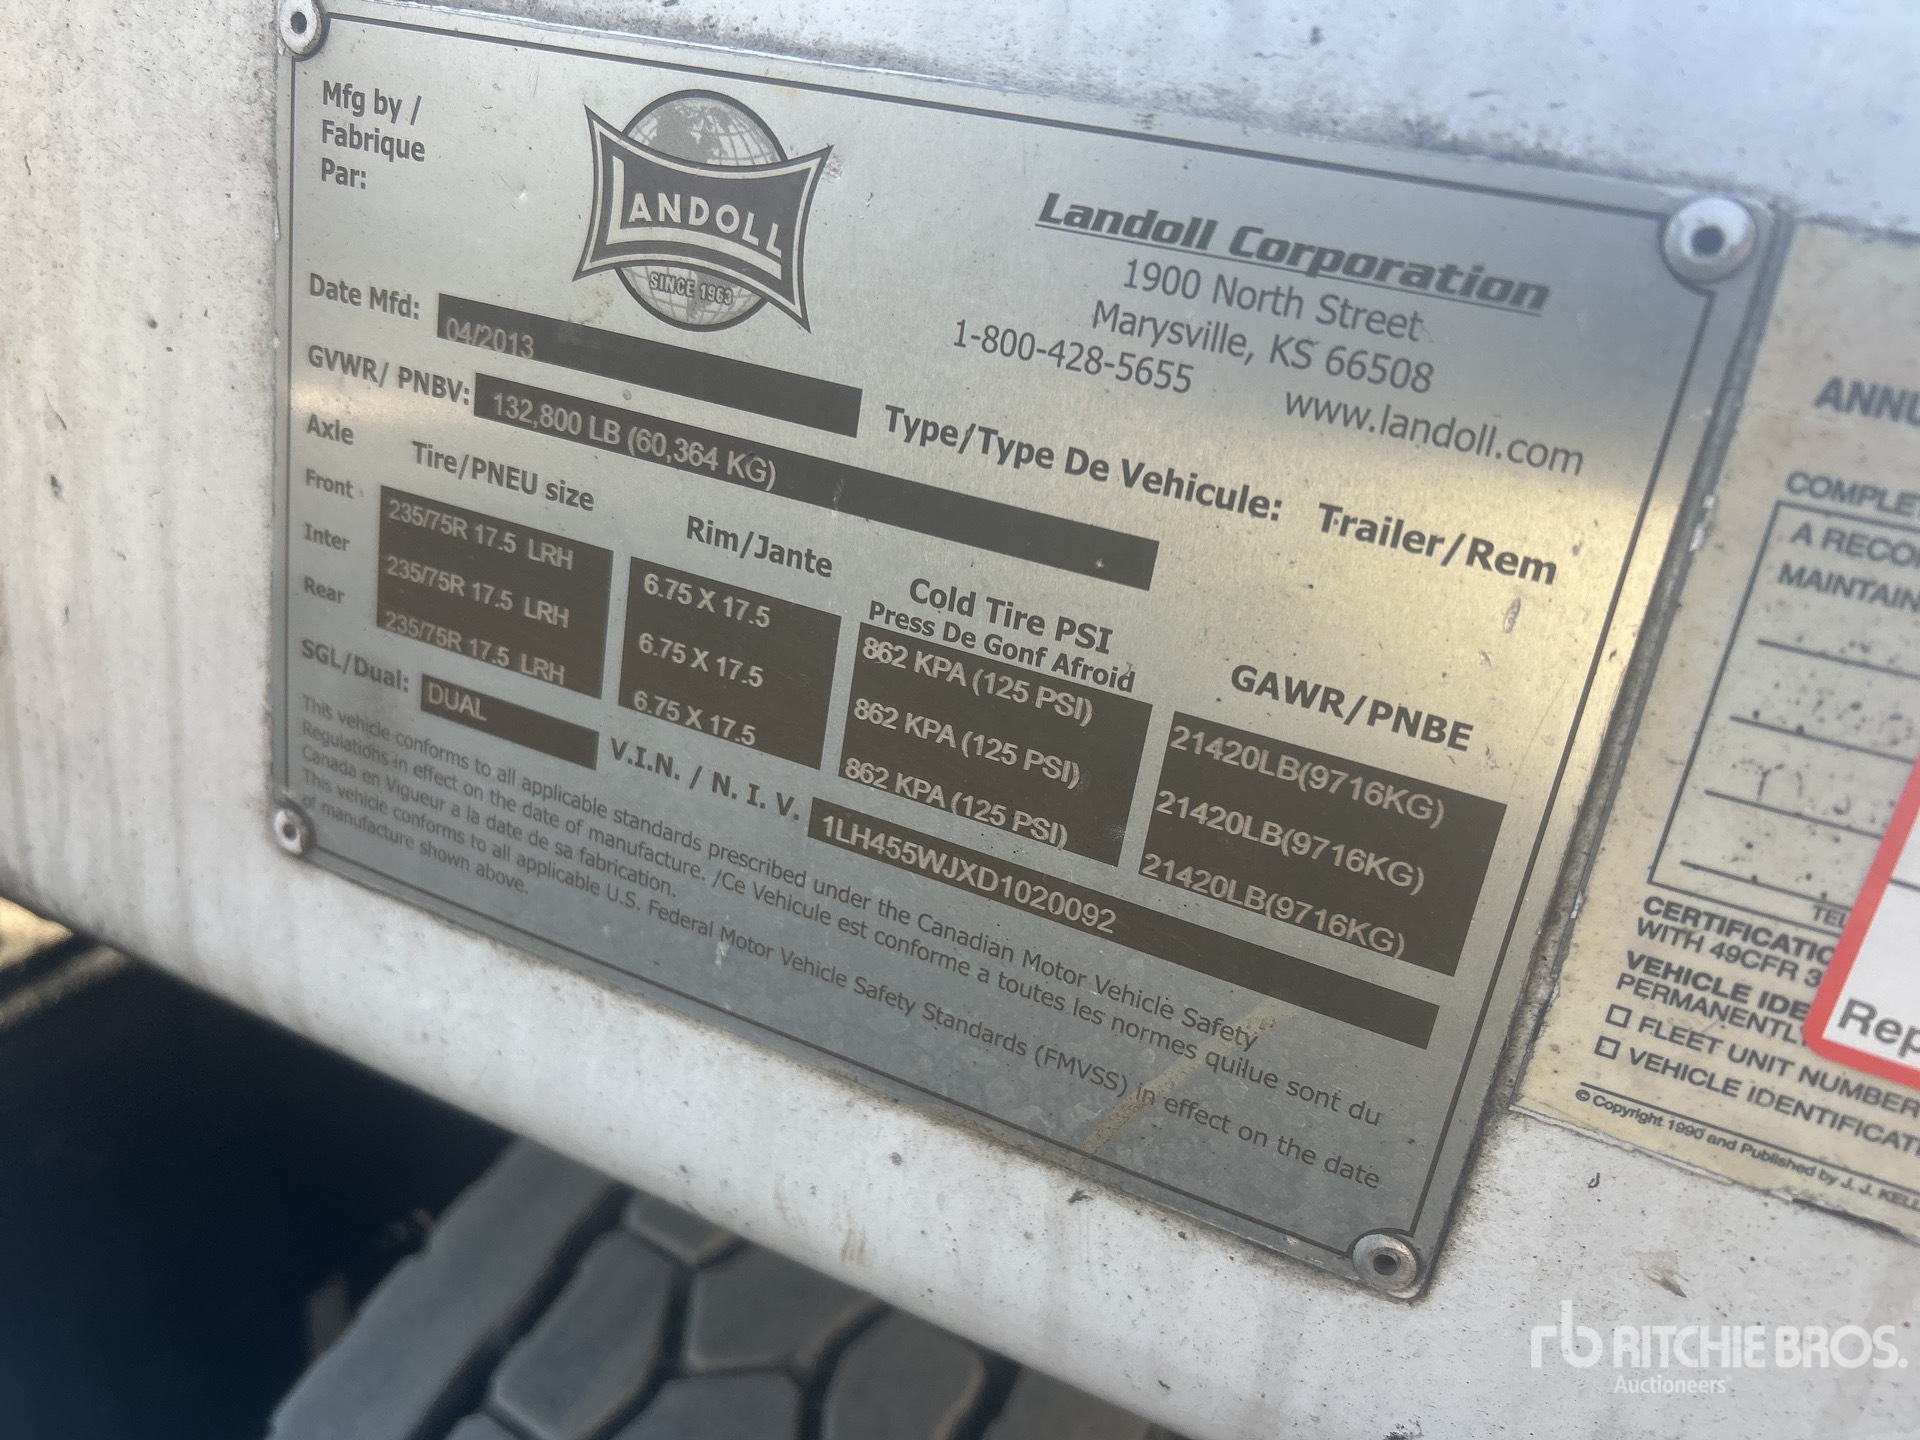 Mfg by /
Fabrique
Par:
LANDOLL
SINCE 1963
Landoll Corporation
1900 North Street
Marysville, KS 66508
1-800-428-5655 www.landoll.com
Date Mfd: 04/2013
GVWR/ PNBV: 132,800 LB (60,364 KG)
Type/Type De Vehicule: Trailer/Rem
Axle Tire/PNEU size Rim/Jante Cold Tire PSI GAWR/PNBE
Press De Gonf Afroid
Front 235/75R 17.5 LRH 6.75 X 17.5 862 KPA (125 PSI) 21420LB(9716KG)
Inter 235/75R 17.5 LRH 6.75 X 17.5 862 KPA (125 PSI) 21420LB(9716KG)
Rear 235/75R 17.5 LRH 6.75 X 17.5 862 KPA (125 PSI) 21420LB(9716KG)
SGL/Dual: DUAL V.I.N. / N. I. V. 1LH455WJXD1020092
This vehicle conforms to all applicable standards prescribed under the Canadian Motor Vehicle Safety
Regulations in effect on the date of manufacture. /Ce Vehicule est conforme a toutes les normes quilue sont du
Canada en Vigueur a la date de sa fabrication.
This vehicle conforms to all applicable U.S. Federal Motor Vehicle Safety Standards (FMVSS) in effect on the date
of manufacture shown above.
ANNU
COMPLE
A RECO
MAINTAIN
TEL
CERTIFICATIO
WITH 49CFR 3
VEHICLE IDE
PERMANENTL
FLEET UNIT NUMBER
VEHICLE IDENTIFICAT
© Copyright 1990 and Published by J. J. KELL
Rep
rb RITCHIE BROS.
Auctioneers